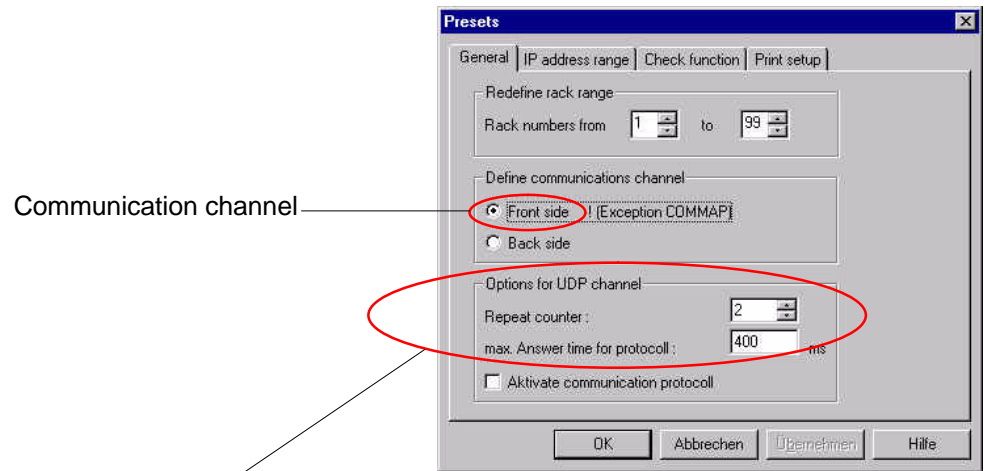 Presets
General IP address range Check function Print setup
Redefine rack range
Rack numbers from 1 to 99
Define communications channel
Communication channel
Front side ! (Exception COMMAP)
Back side
Options for UDP channel
Repeat counter : 2
max. Answer time for protocoll : 400 ms
Aktivate communication protocoll
OK Abbrechen Übernehmen Hilfe